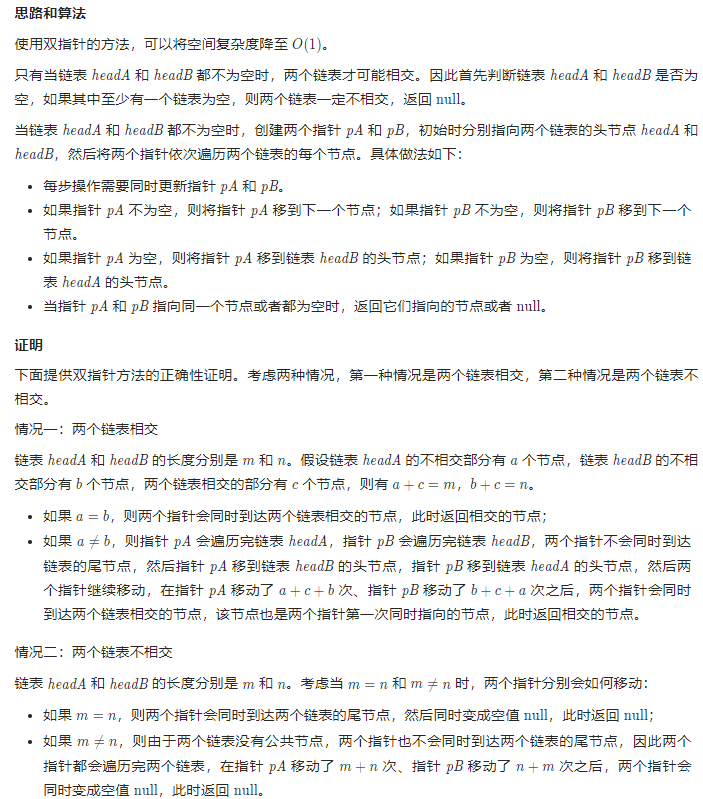 思路和算法
使用双指针的方法，可以将空间复杂度降至 O(1)。
只有当链表 headA 和 headB 都不为空时，两个链表才可能相交。因此首先判断链表 headA 和 headB 是否为
空，如果其中至少有一个链表为空，则两个链表一定不相交，返回 null。
当链表 headA 和 headB 都不为空时，创建两个指针 pA 和 pB，初始时分别指向两个链表的头节点 headA 和
headB，然后将两个指针依次遍历两个链表的每个节点。具体做法如下：
• 每步操作需要同时更新指针 pA 和 pB。
• 如果指针 pA 不为空，则将指针 pA 移到下一个节点；如果指针 pB 不为空，则将指针 pB 移到下一个
节点。
• 如果指针 pA 为空，则将指针 pA 移到链表 headB 的头节点；如果指针 pB 为空，则将指针 pB 移到链
表 headA 的头节点。
• 当指针 pA 和 pB 指向同一个节点或者都为空时，返回它们指向的节点或者 null。
证明
下面提供双指针方法的正确性证明。考虑两种情况，第一种情况是两个链表相交，第二种情况是两个链表不
相交。
情况一：两个链表相交
链表 headA 和 headB 的长度分别是 m 和 n。假设链表 headA 的不相交部分有 a 个节点，链表 headB 的不相
交部分有 b 个节点，两个链表相交的部分有 c 个节点，则有 a + c = m，b + c = n。
• 如果 a = b，则两个指针会同时到达两个链表相交的节点，此时返回相交的节点；
• 如果 a ≠ b，则指针 pA 会遍历完链表 headA，指针 pB 会遍历完链表 headB，两个指针不会同时到达
链表的尾节点，然后指针 pA 移到链表 headB 的头节点，指针 pB 移到链表 headA 的头节点，然后两
个指针继续移动，在指针 pA 移动了 a + c + b 次、指针 pB 移动了 b + c + a 次之后，两个指针会同时
到达两个链表相交的节点，该节点也是两个指针第一次同时指向的节点，此时返回相交的节点。
情况二：两个链表不相交
链表 headA 和 headB 的长度分别是 m 和 n。考虑当 m = n 和 m ≠ n 时，两个指针分别会如何移动：
• 如果 m = n，则两个指针会同时到达两个链表的尾节点，然后同时变成空值 null，此时返回 null；
• 如果 m ≠ n，则由于两个链表没有公共节点，两个指针也不会同时到达两个链表的尾节点，因此两个
指针都会遍历完两个链表，在指针 pA 移动了 m + n 次、指针 pB 移动了 n + m 次之后，两个指针会
同时变成空值 null，此时返回 null。